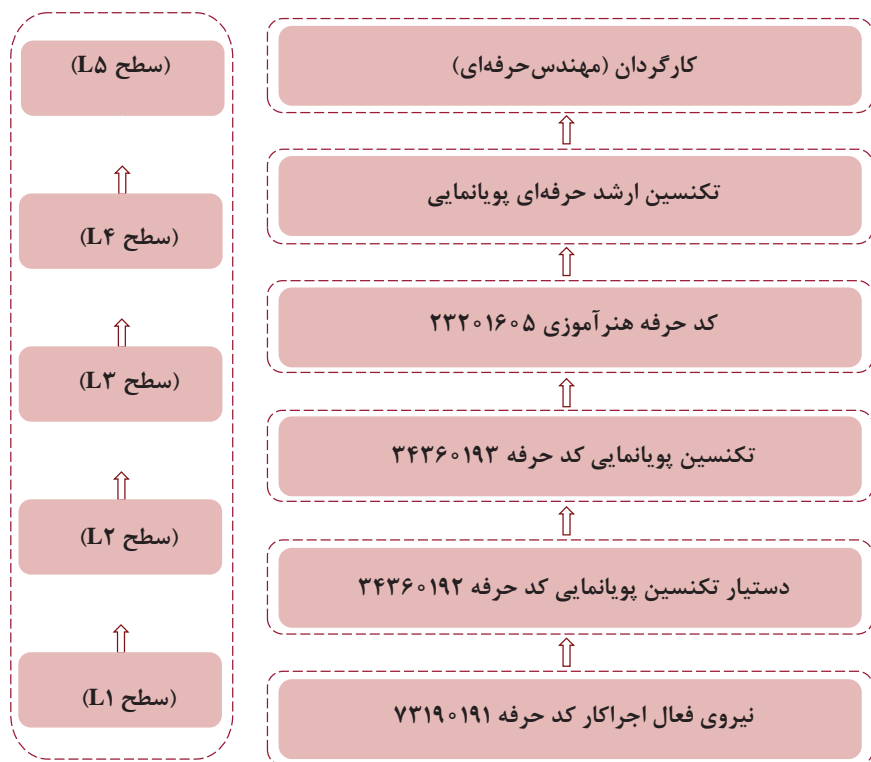 کارگردان (مهندس‌حرفه‌ای)
تکنسین ارشد حرفه‌ای پویانمایی
کد حرفه هنرآموزی ۲۳۲۰۱۶۰۵
تکنسین پویانمایی کد حرفه ۳۴۳۶۰۱۹۳
دستیار تکنسین پویانمایی کد حرفه ۳۴۳۶۰۱۹۲
نیروی فعال اجراکار کد حرفه ۷۳۱۹۰۱۹۱
(سطح L۵)
(سطح L۴)
(سطح L۳)
(سطح L۲)
(سطح L۱)